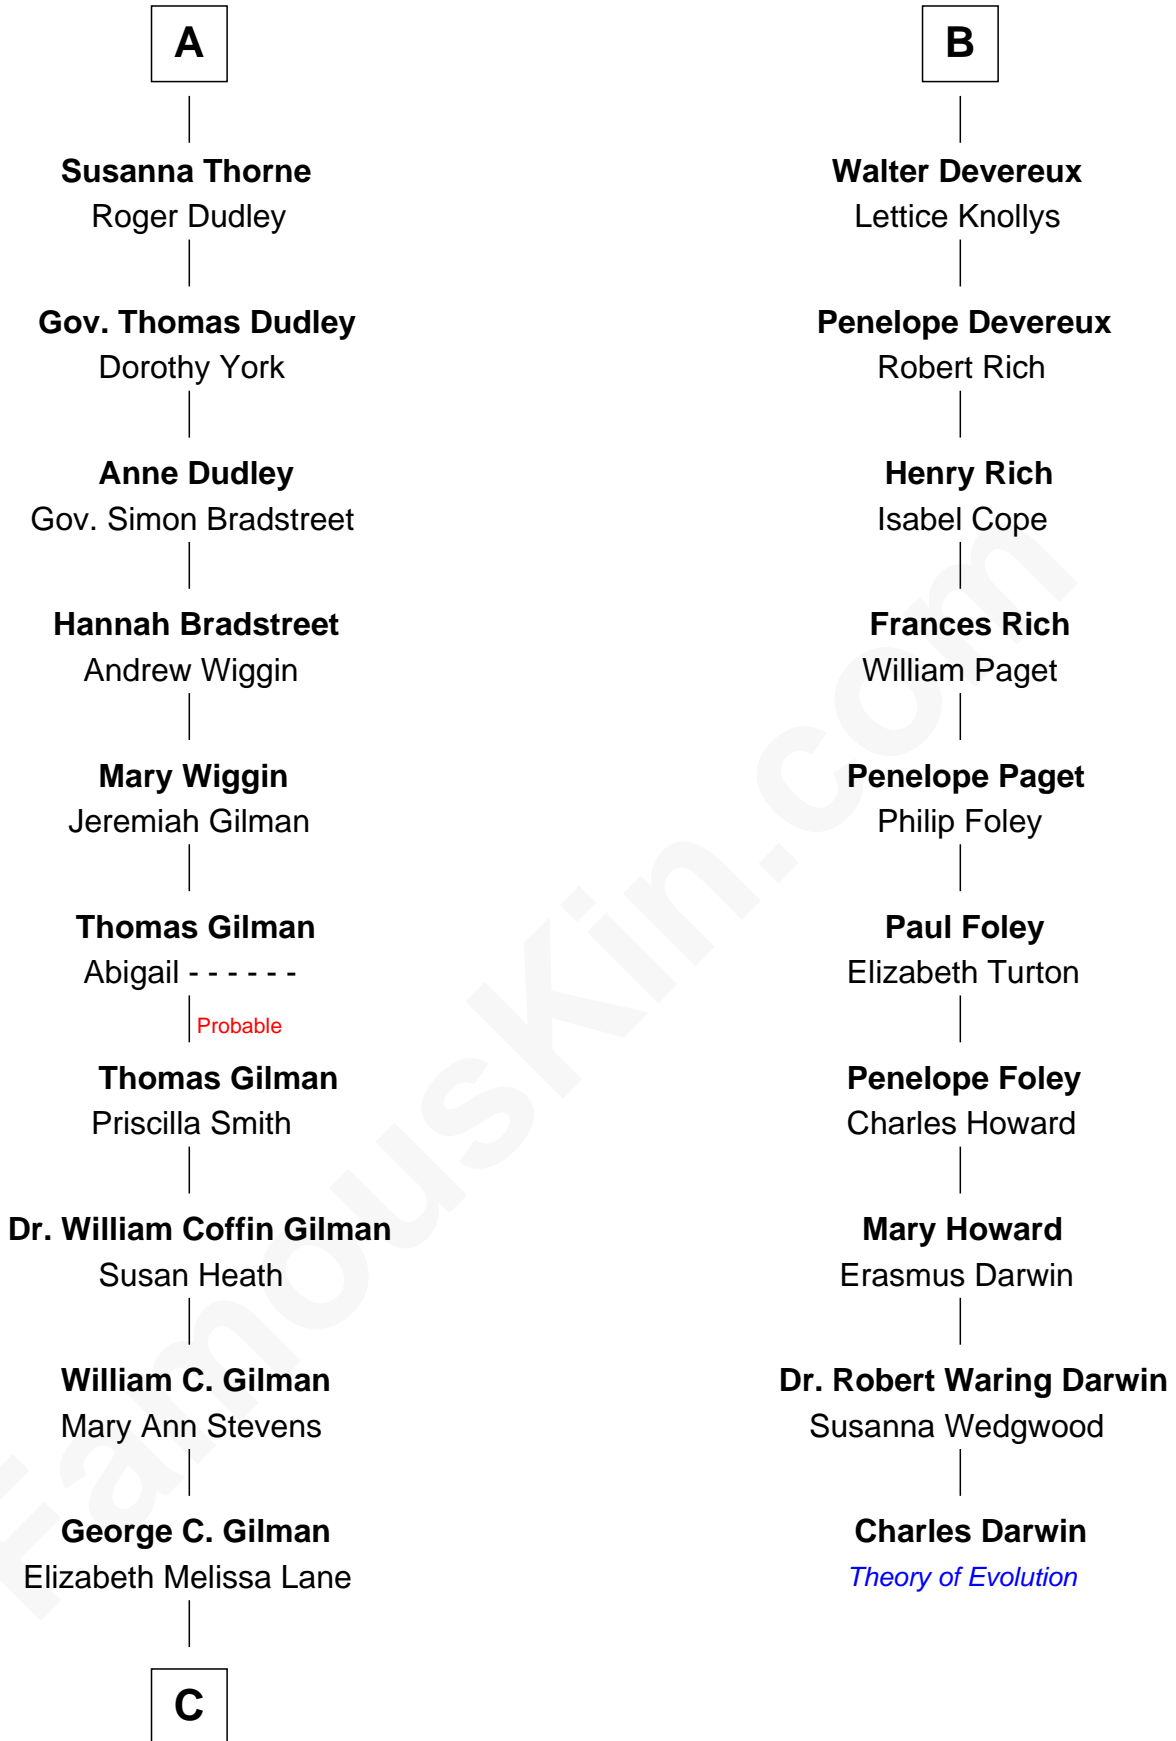 A
Susanna Thorne
Roger Dudley
Gov. Thomas Dudley
Dorothy York
Anne Dudley
Gov. Simon Bradstreet
Hannah Bradstreet
Andrew Wiggin
Mary Wiggin
Jeremiah Gilman
Thomas Gilman
Abigail - - - - - -
Probable
Thomas Gilman
Priscilla Smith
Dr. William Coffin Gilman
Susan Heath
William C. Gilman
Mary Ann Stevens
George C. Gilman
Elizabeth Melissa Lane
C
B
Walter Devereux
Lettice Knollys
Penelope Devereux
Robert Rich
Henry Rich
Isabel Cope
Frances Rich
William Paget
Penelope Paget
Philip Foley
Paul Foley
Elizabeth Turton
Penelope Foley
Charles Howard
Mary Howard
Erasmus Darwin
Dr. Robert Waring Darwin
Susanna Wedgwood
Charles Darwin
Theory of Evolution
FamousKin.com